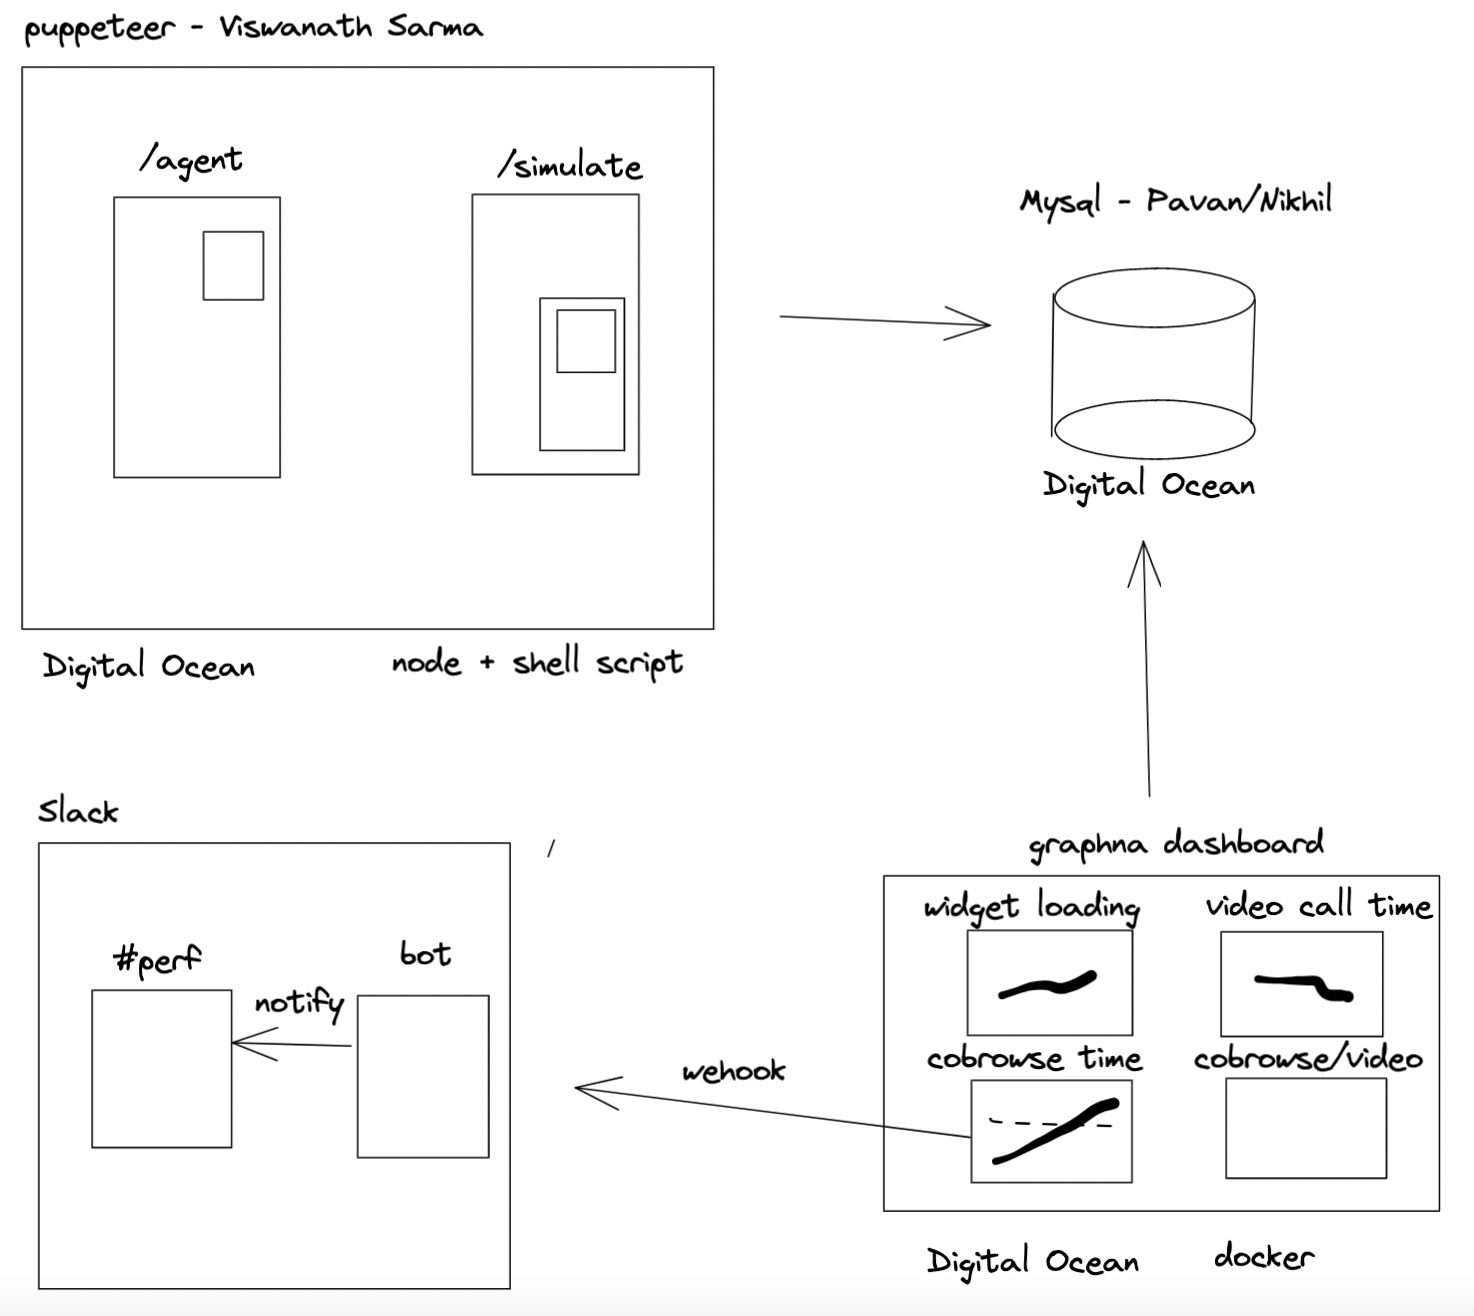 puppeteer - Viswanath Sarma
/agent
/simulate
Mysql - Pavan/Nikhil
Digital Ocean
Digital Ocean
node + shell script
Slack
/
#perf
bot
notify
wehook
graphna dashboard
widget loading
video call time
cobrowse time
cobrowse/video
Digital Ocean
docker